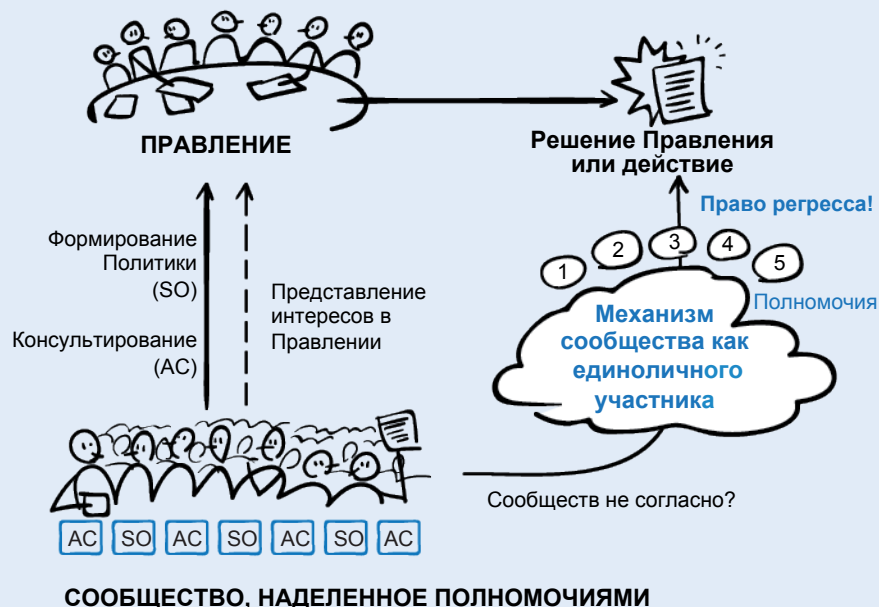 ПРАВЛЕНИЕ
Решение Правления
или действие
Право регресса!
Формирование
Политики
(SO)
Консультирование
(AC)
Представление
интересов в
Правлении
1
2
3
4
5
Полномочия
Механизм
сообщества как
единоличного
участника
Сообществ не согласно?
AC SO AC SO AC SO AC
СООБЩЕСТВО, НАДЕЛЕННОЕ ПОЛНОМОЧИЯМИ